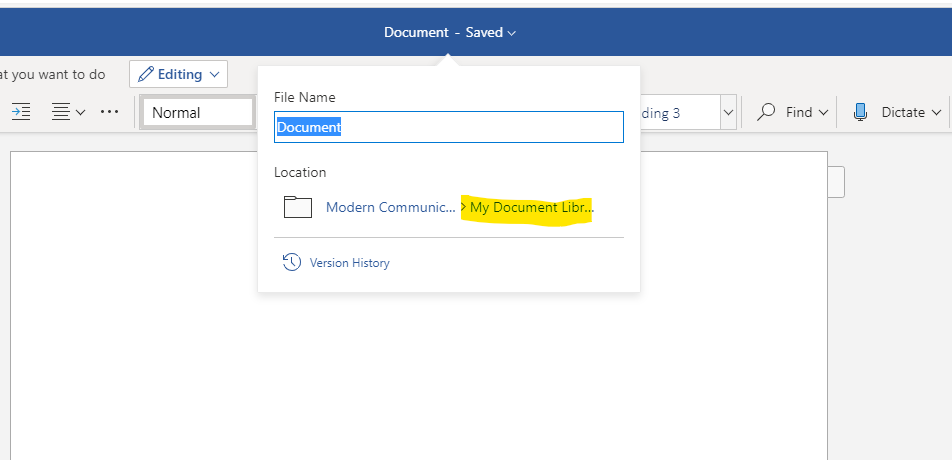 Document - Saved
at you want to do
Editing
Normal
ding 3
Find
Dictate
File Name
Document
Location
Modern Communic... > My Document Libr...
Version History